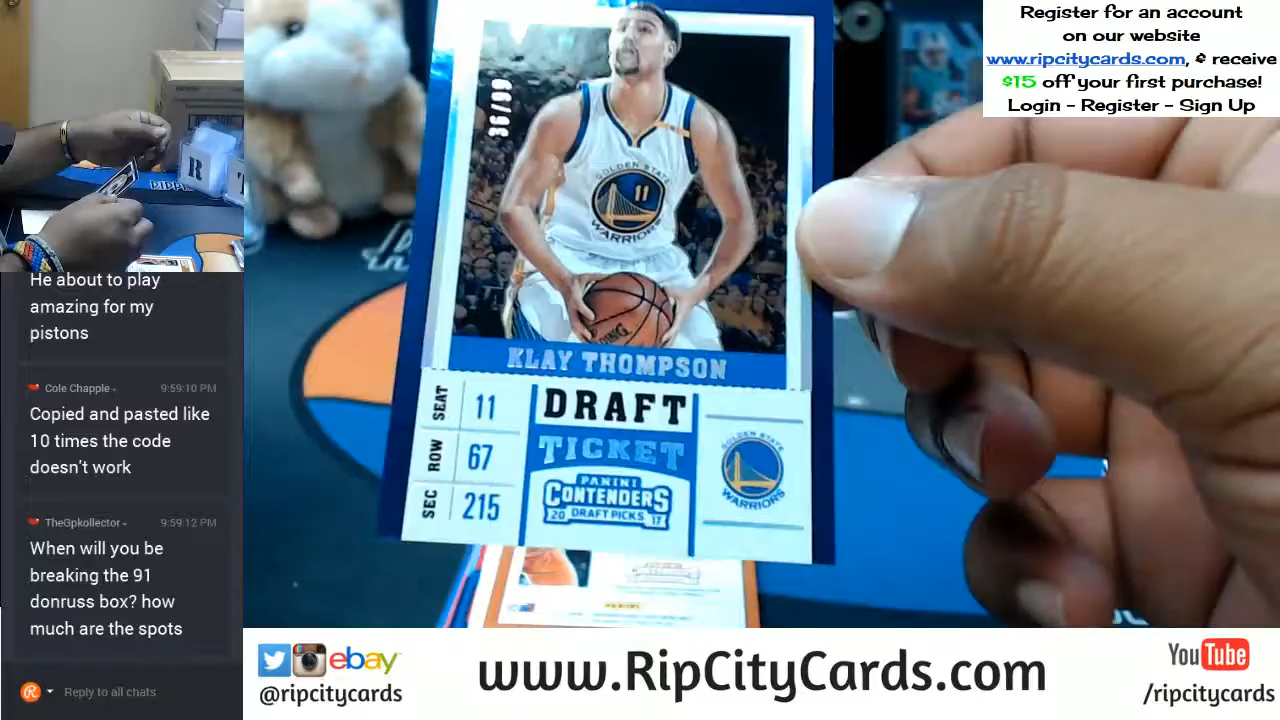 Register for an account
on our website
www.ripcitycards.com, & receive
$15 off your first purchase!
Login - Register - Sign Up
R
He about to play
amazing for my
pistons
Cole Chapple
9:59:10 PM
Copied and pasted like
10 times the code
doesn't work
TheGpkollector
9:59:12 PM
When will you be
breaking the 91
donruss box? how
much are the spots
Reply to all chats
36/99
GOLDEN STATE
11
WARRIORS
SPALDING
KLAY THOMPSON
SEAT 11
ROW 67
SEC 215
DRAFT
TICKET
PANINI
CONTENDERS
20 DRAFT PICKS 17
GOLDEN STATE
WARRIORS
ebay
@ripcitycards
www.RipCityCards.com
YouTube
/ripcitycards